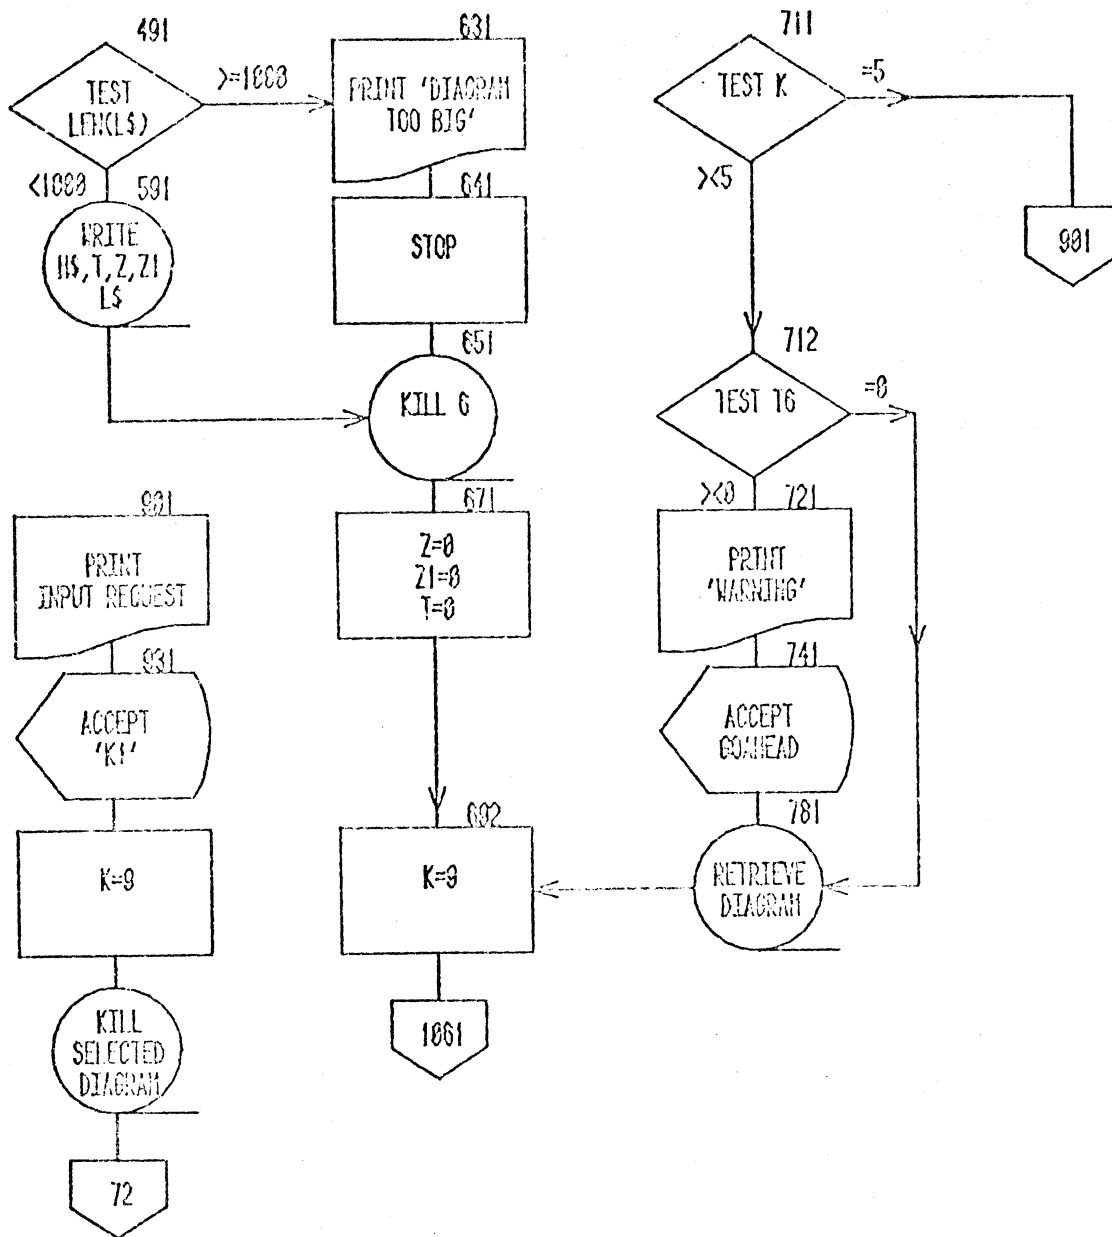 491
TEST
LEN(L$)
>=1000
<1000
591
WRITE
H$,T,Z,Z1
L$
631
PRINT 'DIAGRAM
TOO BIG'
641
STOP
651
KILL 6
671
Z=0
Z1=0
T=0
692
K=9
1061
901
PRINT
INPUT REQUEST
931
ACCEPT
'K1'
K=9
KILL
SELECTED
DIAGRAM
72
711
TEST K
=5
><5
901
712
TEST T6
=0
><0
721
PRINT
'WARNING'
741
ACCEPT
GOAHEAD
781
RETRIEVE
DIAGRAM